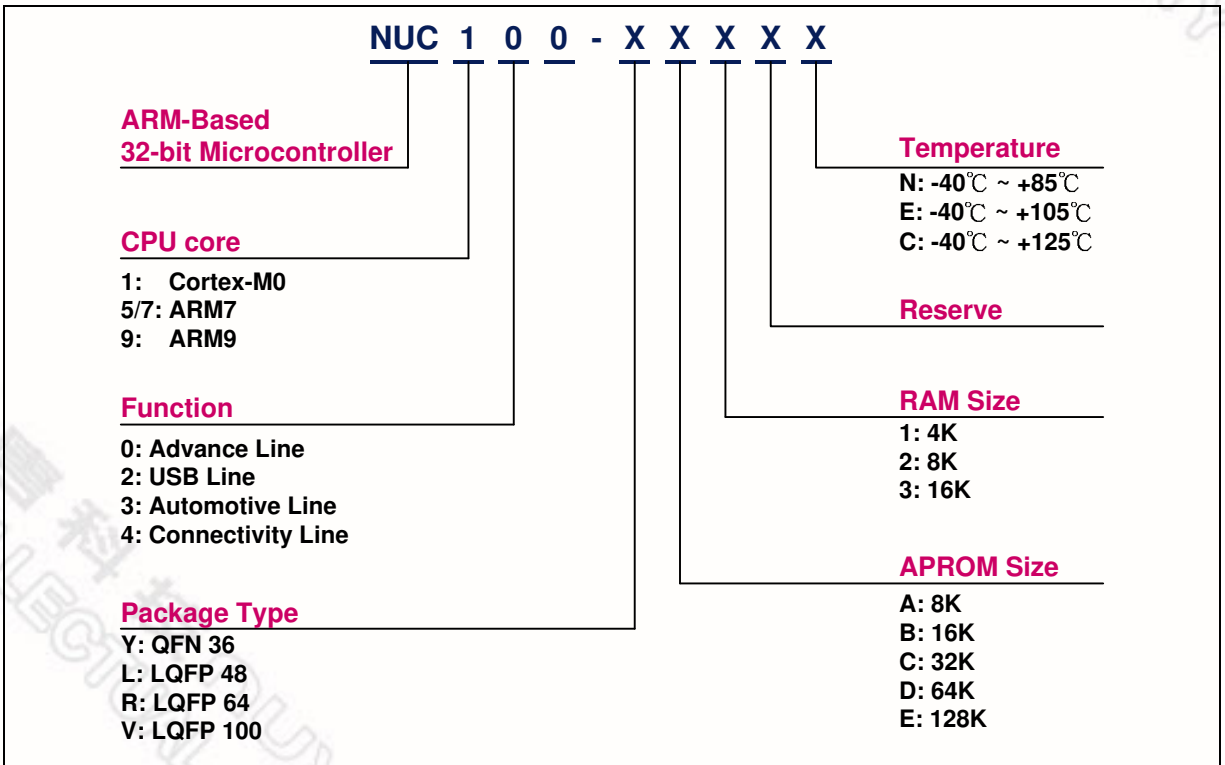 NUC 1 0 0 - X X X X X
ARM-Based
32-bit Microcontroller
CPU core
1: Cortex-M0
5/7: ARM7
9: ARM9
Function
0: Advance Line
2: USB Line
3: Automotive Line
4: Connectivity Line
Package Type
Y: QFN 36
L: LQFP 48
R: LQFP 64
V: LQFP 100
Temperature
N: -40℃ ~ +85℃
E: -40℃ ~ +105℃
C: -40℃ ~ +125℃
Reserve
RAM Size
1: 4K
2: 8K
3: 16K
APROM Size
A: 8K
B: 16K
C: 32K
D: 64K
E: 128K